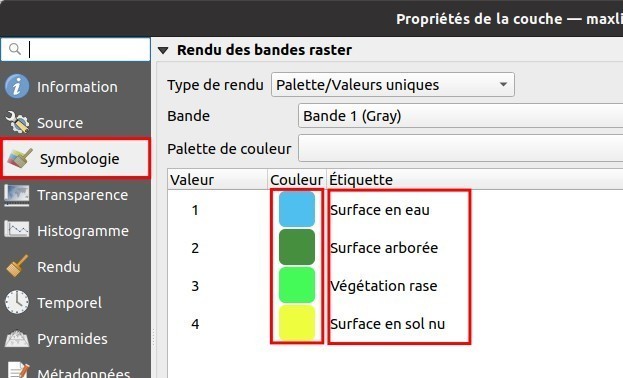 Propriétés de la couche — maxli
Rendu des bandes raster
Information
Source
Symbologie
Transparence
Histogramme
Rendu
Temporel
Pyramides
Métadonnées
Type de rendu Palette/Valeurs uniques
Bande Bande 1 (Gray)
Palette de couleur
Valeur Couleur Étiquette
1 Surface en eau
2 Surface arborée
3 Végétation rase
4 Surface en sol nu